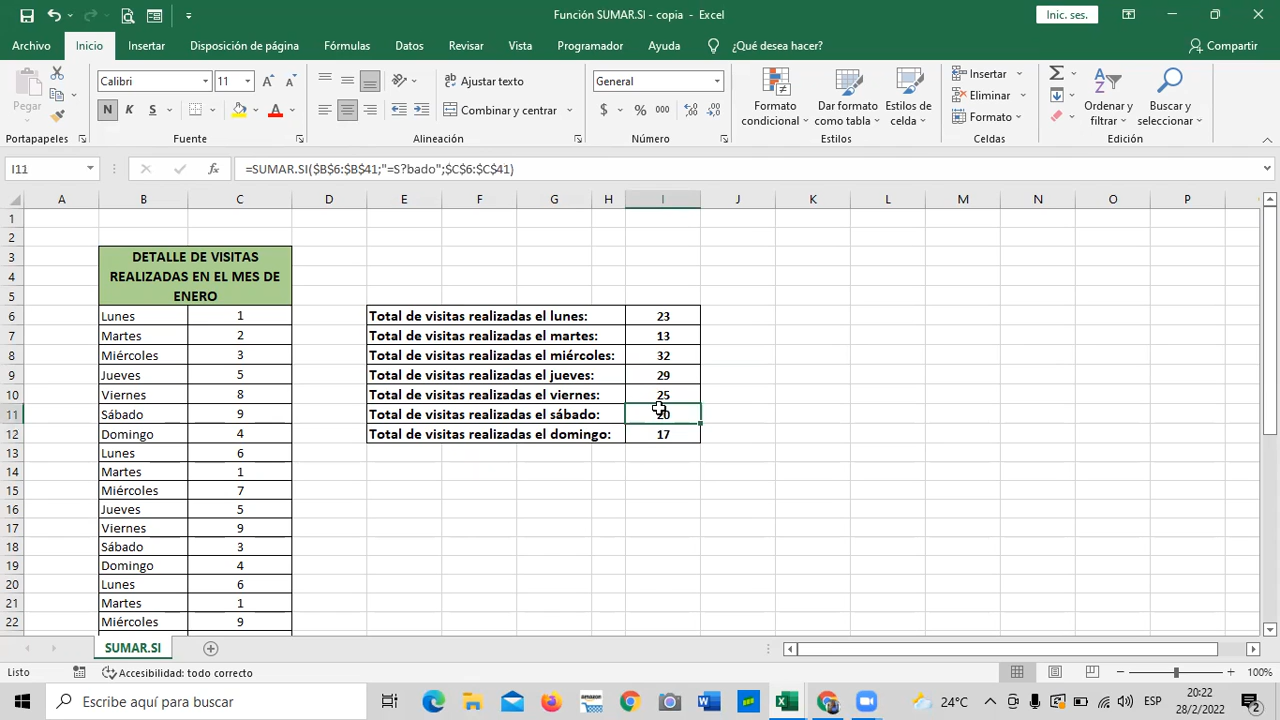 Función SUMAR.SI - copia - Excel
Inic. ses.
Archivo Inicio Insertar Disposición de página Fórmulas Datos Revisar Vista Programador Ayuda ¿Qué desea hacer? Compartir
Pegar
Calibri 11
N K S
Ajustar texto
Combinar y centrar
General
$ % 000
Formato condicional
Dar formato como tabla
Estilos de celda
Insertar
Eliminar
Formato
Ordenar y filtrar
Buscar y seleccionar
Portapapeles Fuente Alineación Número Estilos Celdas Edición
I11 fx =SUMAR.SI($B$6:$B$41;"=S?bado";$C$6:$C$41)
A B C D E F G H I J K L M N O P
1
2
3 DETALLE DE VISITAS
4 REALIZADAS EN EL MES DE
5 ENERO
6 Lunes 1 Total de visitas realizadas el lunes: 23
7 Martes 2 Total de visitas realizadas el martes: 13
8 Miércoles 3 Total de visitas realizadas el miércoles: 32
9 Jueves 5 Total de visitas realizadas el jueves: 29
10 Viernes 8 Total de visitas realizadas el viernes: 25
11 Sábado 9 Total de visitas realizadas el sábado: 20
12 Domingo 4 Total de visitas realizadas el domingo: 17
13 Lunes 6
14 Martes 1
15 Miércoles 7
16 Jueves 5
17 Viernes 9
18 Sábado 3
19 Domingo 4
20 Lunes 6
21 Martes 1
22 Miércoles 9
SUMAR.SI
Listo Accesibilidad: todo correcto 100%
Escribe aquí para buscar
amazon
24°C
ESP
20:22
28/2/2022
2